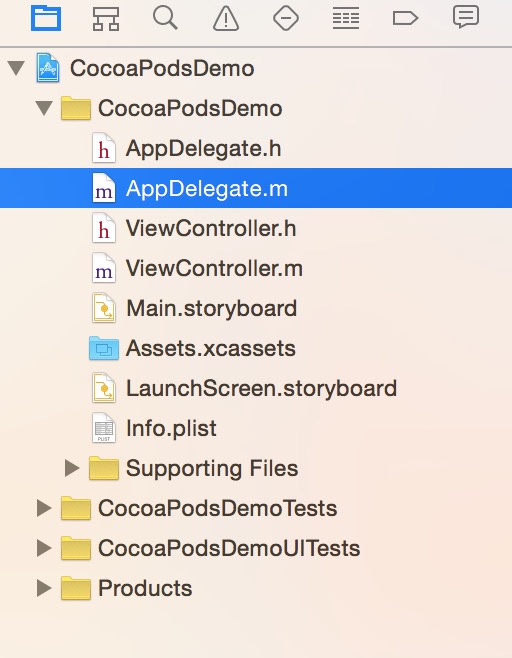 CocoaPodsDemo
CocoaPodsDemo
h AppDelegate.h
m AppDelegate.m
h ViewController.h
m ViewController.m
Main.storyboard
Assets.xcassets
LaunchScreen.storyboard
PLIST Info.plist
Supporting Files
CocoaPodsDemoTests
CocoaPodsDemoUITests
Products